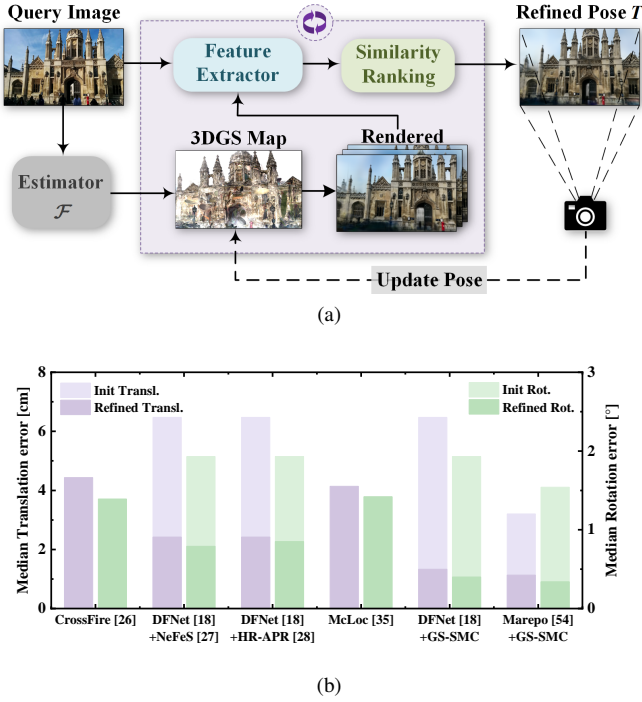 Query Image
Refined Pose T
Feature
Extractor
Similarity
Ranking
3DGS Map
Rendered
Estimator
ℱ
Update Pose
(a)
Median Translation error [cm]
8
6
4
2
0
Init Transl.
Refined Transl.
Init Rot.
Refined Rot.
3
2
1
0
Median Rotation error [°]
CrossFire [26]
DFNet [18]
+NeFeS [27]
DFNet [18]
+HR-APR [28]
McLoc [35]
DFNet [18]
+GS-SMC
Marepo [54]
+GS-SMC
(b)